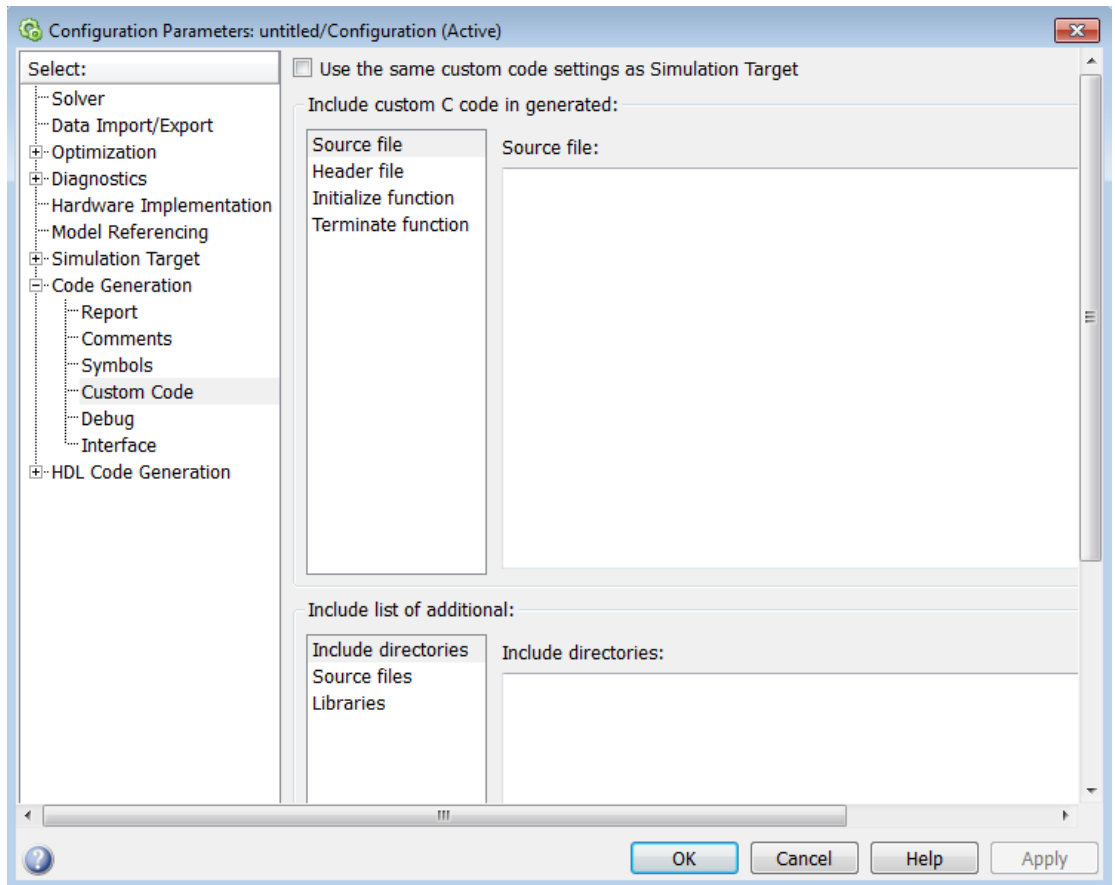 Configuration Parameters: untitled/Configuration (Active)
Select:
Solver
Data Import/Export
Optimization
Diagnostics
Hardware Implementation
Model Referencing
Simulation Target
Code Generation
Report
Comments
Symbols
Custom Code
Debug
Interface
HDL Code Generation
Use the same custom code settings as Simulation Target
Include custom C code in generated:
Source file
Header file
Initialize function
Terminate function
Source file:
Include list of additional:
Include directories
Source files
Libraries
Include directories:
OK Cancel Help Apply